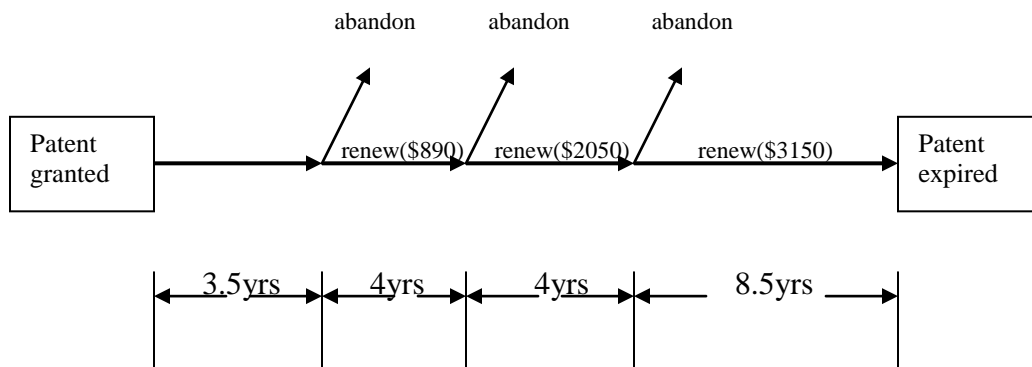 abandon abandon abandon
Patent granted
renew($890) renew($2050) renew($3150)
Patent expired
3.5yrs 4yrs 4yrs 8.5yrs